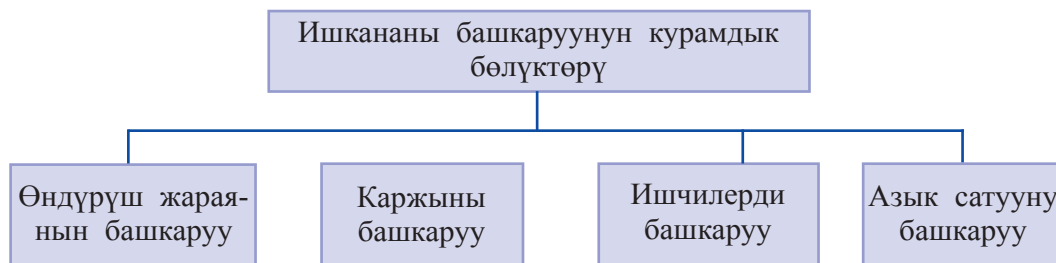 Ишкананы башкаруунун курамдык
бөлүктөрү
Өндүрүш жарая-
нын башкаруу
Каржыны
башкаруу
Ишчилерди
башкаруу
Азык сатууну
башкаруу